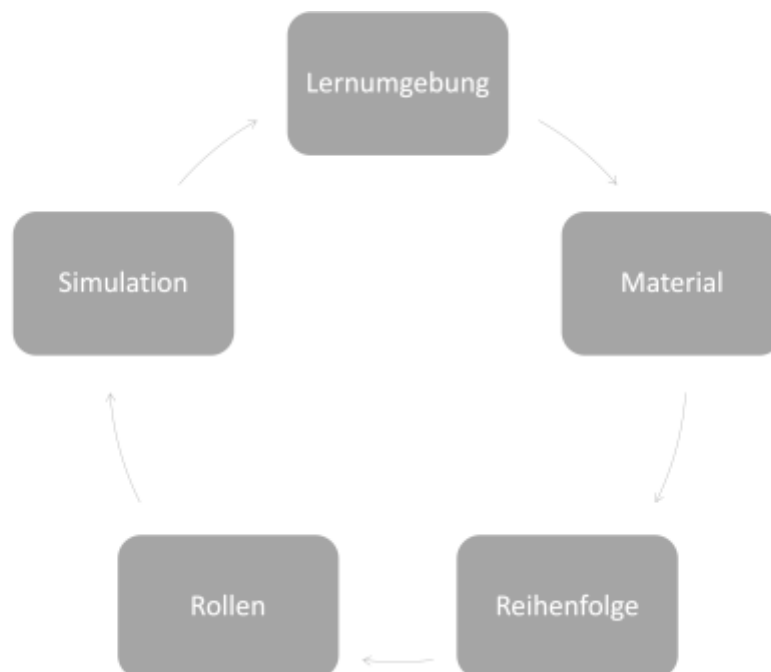 Lernumgebung
Material
Reihenfolge
Rollen
Simulation